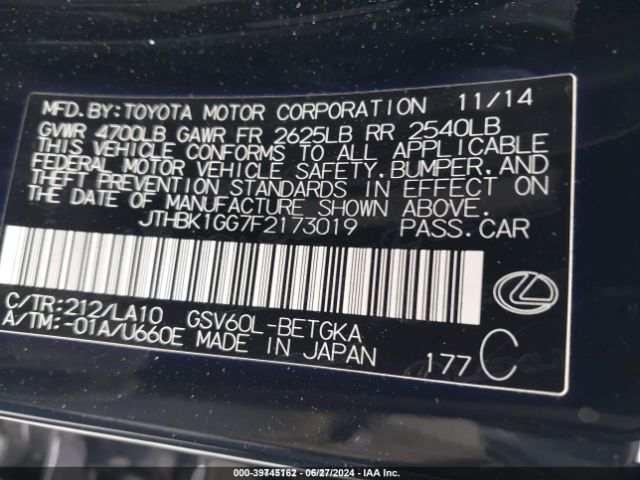 MFD.BY:TOYOTA MOTOR CORPORATION 11/14
GVWR 4700LB GAWR FR 2625LB RR 2540LB
THIS VEHICLE CONFORMS TO ALL APPLICABLE
FEDERAL MOTOR VEHICLE SAFETY,BUMPER,AND
THEFT PREVENTION STANDARDS IN EFFECT ON
THE DATE OF MANUFACTURE SHOWN ABOVE.
JTHBK1GG7F2173019 PASS.CAR
C/TR:212/LA10 GSV60L-BETGKA
A/TM:-01A/U660E MADE IN JAPAN
177 C
000-39745162 - 06/27/2024 - IAA Inc.